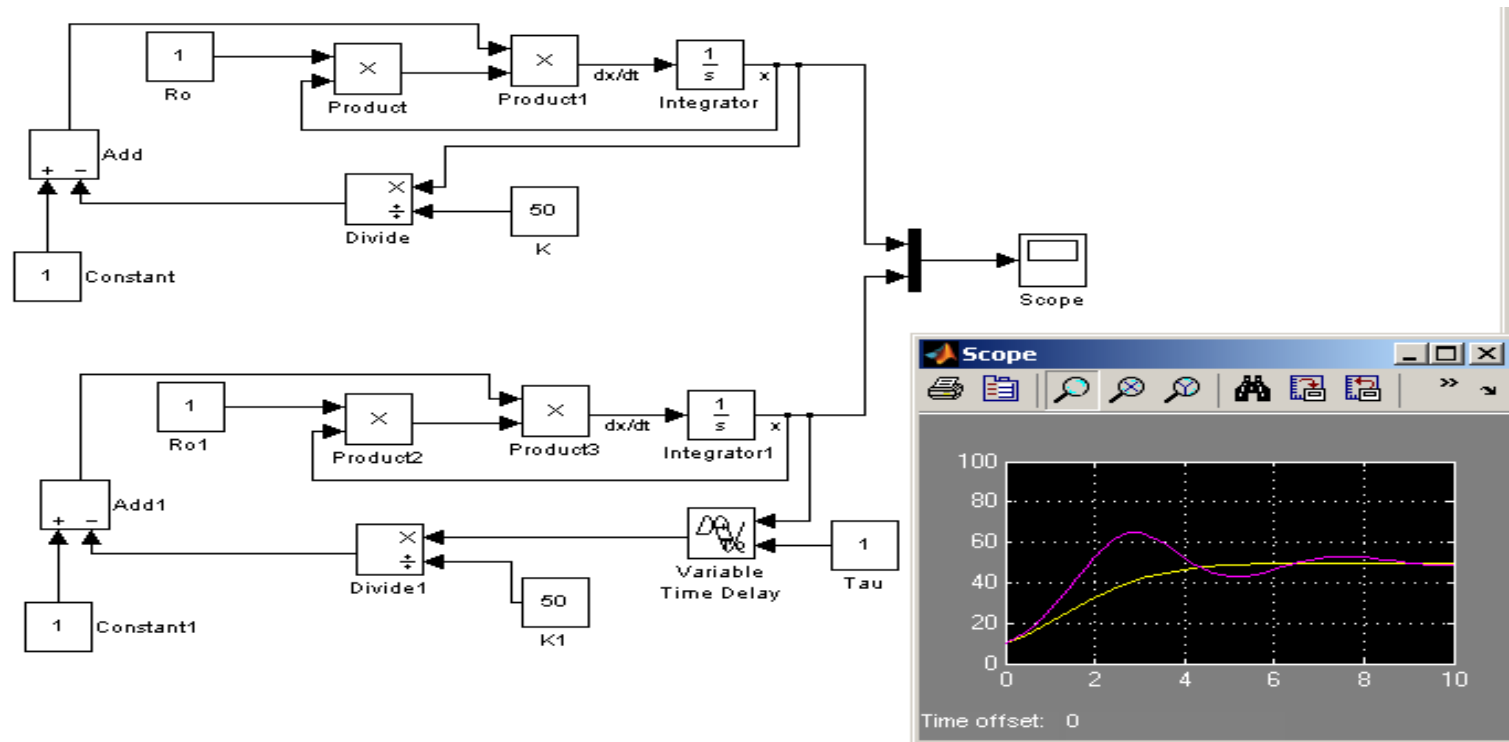 1
Ro
×
Product
×
Product1
dx/dt
1
s
x
Integrator
Add
+ −
×
÷
Divide
50
K
1
Constant
Scope
1
Ro1
×
Product2
×
Product3
dx/dt
1
s
x
Integrator1
Add1
+ −
×
÷
Divide1
50
K1
Variable
Time Delay
1
Tau
1
Constant1
Scope
100
80
60
40
20
0
0 2 4 6 8 10
Time offset: 0